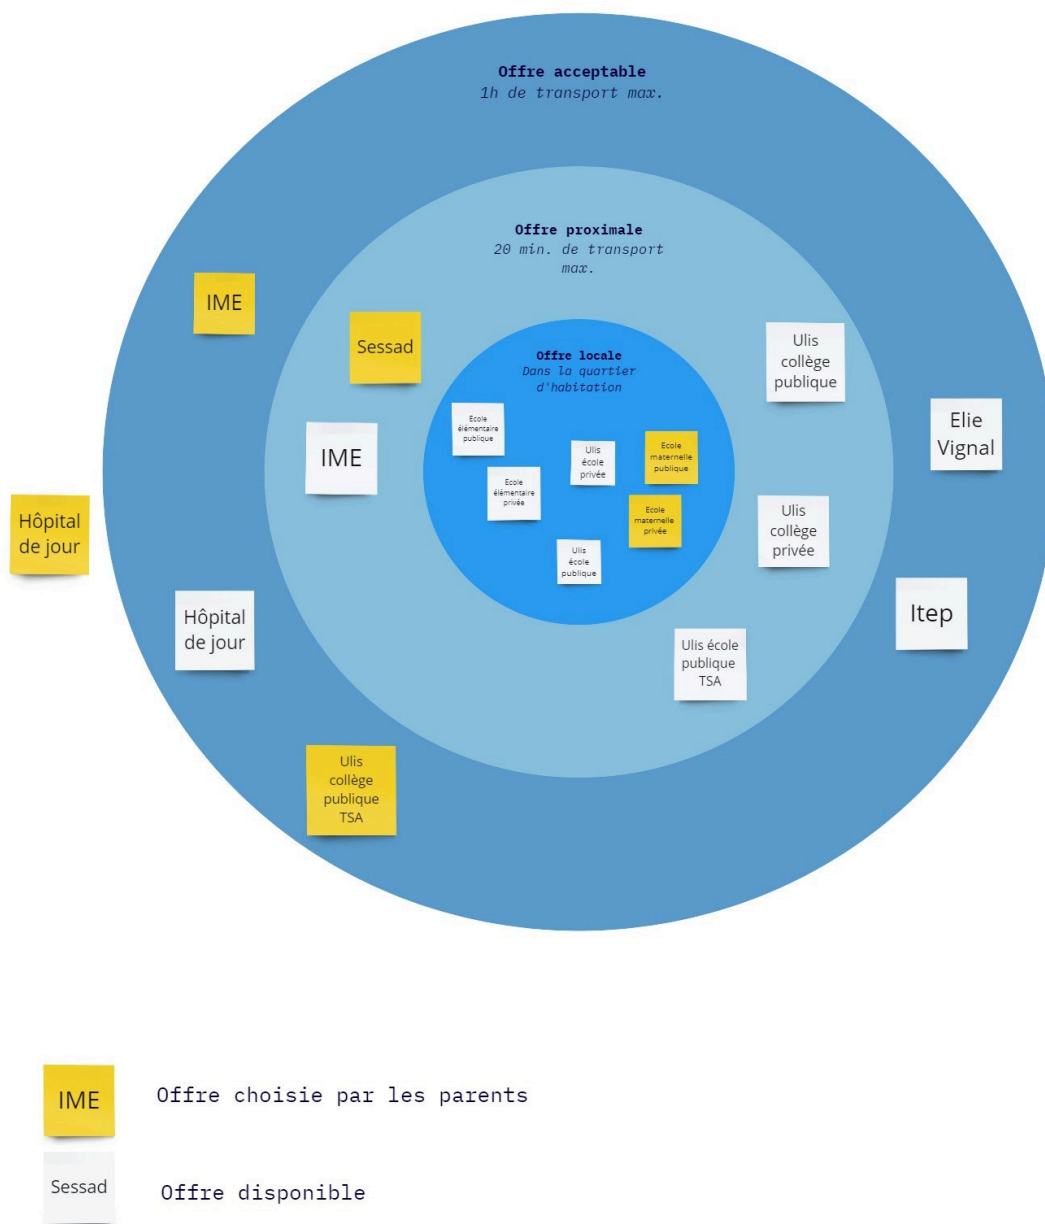 Offre acceptable
1h de transport max.
Offre proximale
20 min. de transport
max.
IME
Sessad
Offre locale
Dans la quartier
d'habitation
Ulis
collège
publique
Ecole
élémentaire
publique
Elie
Vignal
IME
Ulis
école
privée
Ecole
maternelle
publique
Ecole
élémentaire
privée
Ecole
maternelle
privée
Hôpital
de jour
Ulis
collège
privée
Ulis
école
publique
Hôpital
de jour
Itep
Ulis école
publique
TSA
Ulis
collège
publique
TSA
IME
Offre choisie par les parents
Sessad
Offre disponible